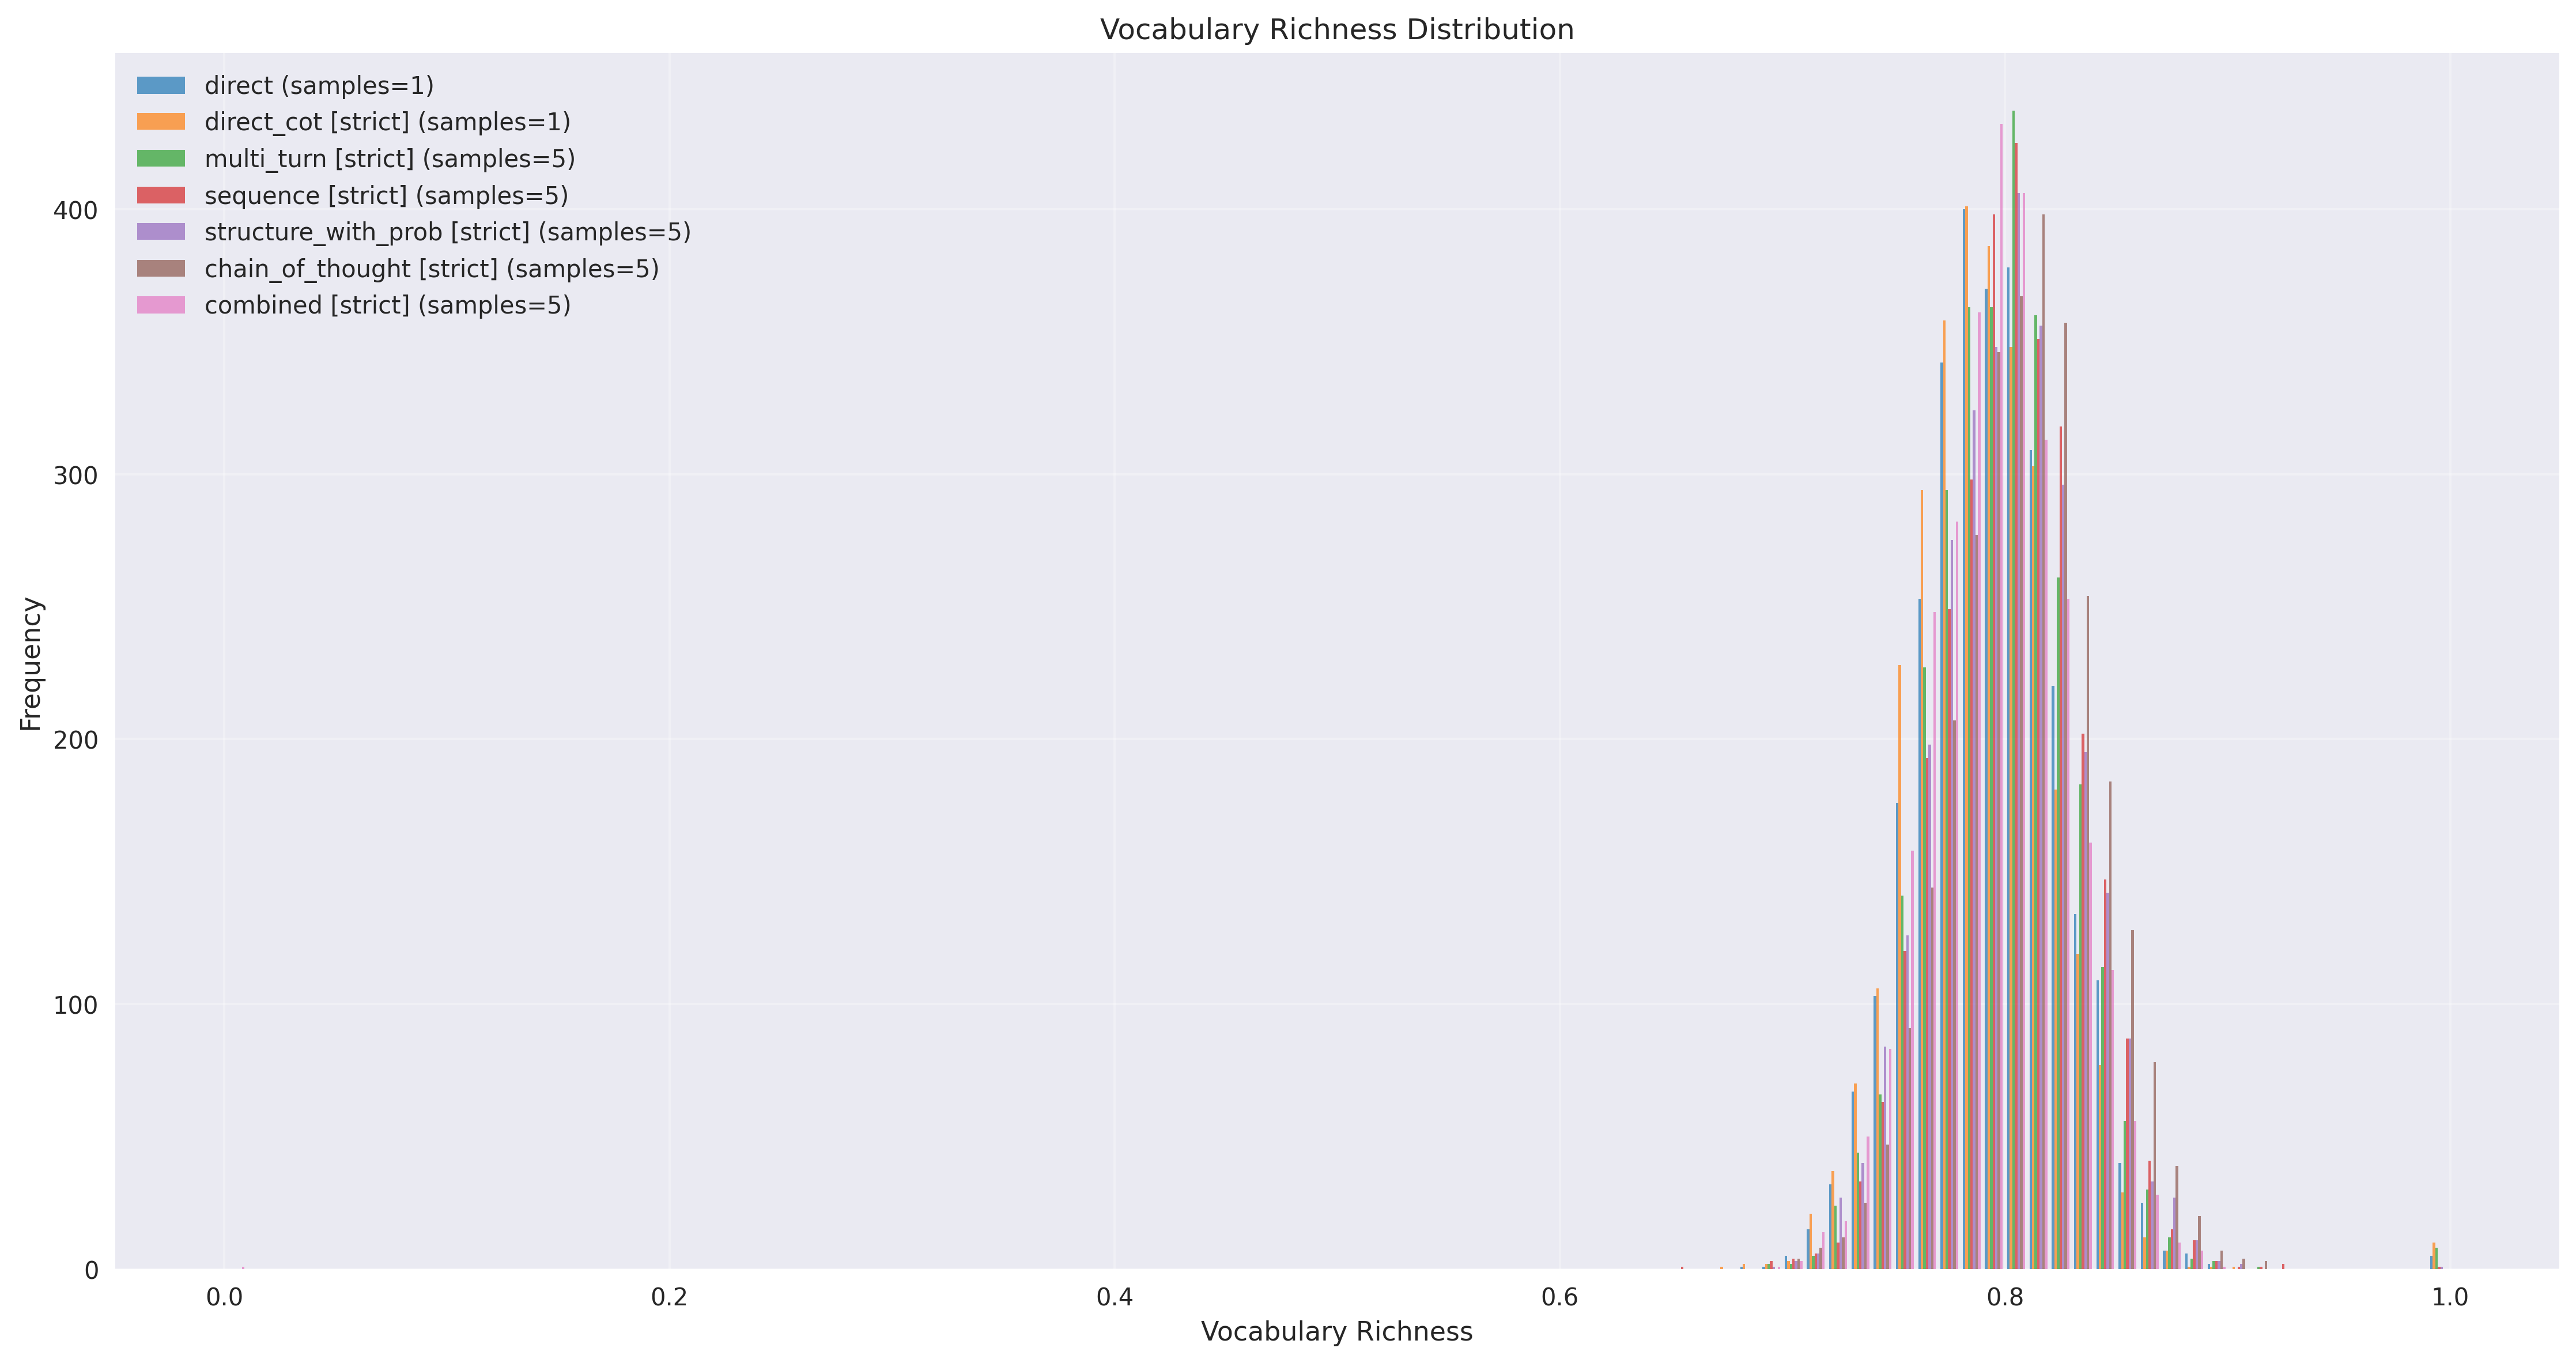 Vocabulary Richness Distribution
direct (samples=1)
direct_cot [strict] (samples=1)
multi_turn [strict] (samples=5)
sequence [strict] (samples=5)
structure_with_prob [strict] (samples=5)
chain_of_thought [strict] (samples=5)
combined [strict] (samples=5)
Frequency
400
300
200
100
0
0.0 0.2 0.4 0.6 0.8 1.0
Vocabulary Richness